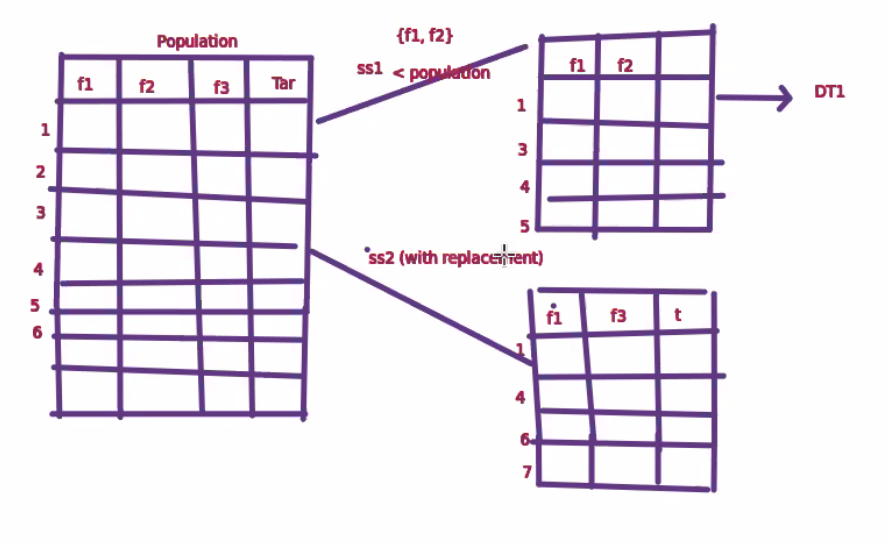 Population
f1 f2 f3 Tar
1
2
3
4
5
6
{f1, f2}
ss1 < population
f1 f2
1
3
4
5
DT1
ss2 (with replacement)
f1 f3 t
1
4
6
7